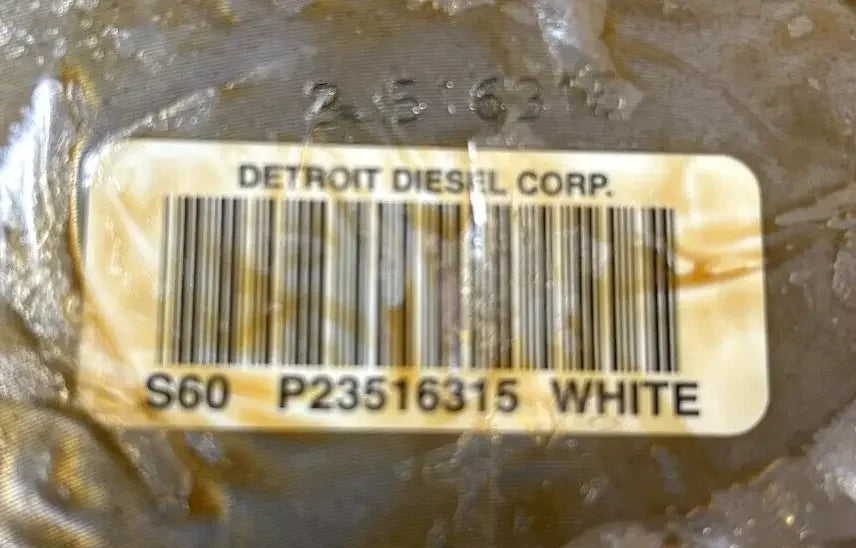 DETROIT DIESEL CORP.
S60 P23516315 WHITE